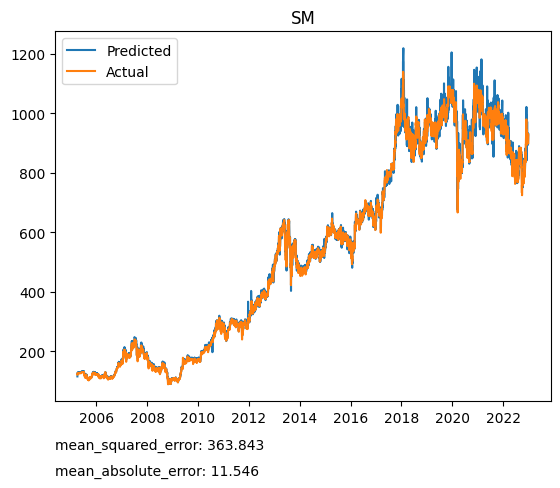 SM
Predicted
Actual
1200
1000
800
600
400
200
2006 2008 2010 2012 2014 2016 2018 2020 2022
mean_squared_error: 363.843
mean_absolute_error: 11.546